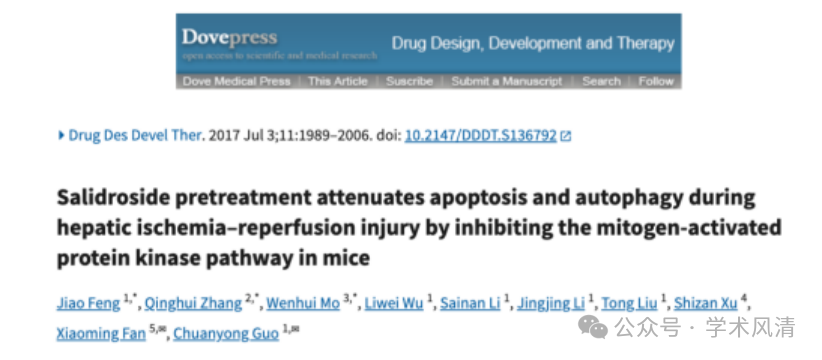 Dovepress
open access to scientific and medical research
Drug Design, Development and Therapy
Dove Medical Press | This Article | Suscribe | Submit a Manuscript | Search | Follow
Drug Des Devel Ther. 2017 Jul 3;11:1989–2006. doi: 10.2147/DDDT.S136792
Salidroside pretreatment attenuates apoptosis and autophagy during
hepatic ischemia–reperfusion injury by inhibiting the mitogen-activated
protein kinase pathway in mice
Jiao Feng 1,*, Qinghui Zhang 2,*, Wenhui Mo 3,*, Liwei Wu 1, Sainan Li 1, Jingjing Li 1, Tong Liu 1, Shizan Xu 4,
Xiaoming Fan 5,✉, Chuanyong Guo 1,✉
公众号 · 学术风清